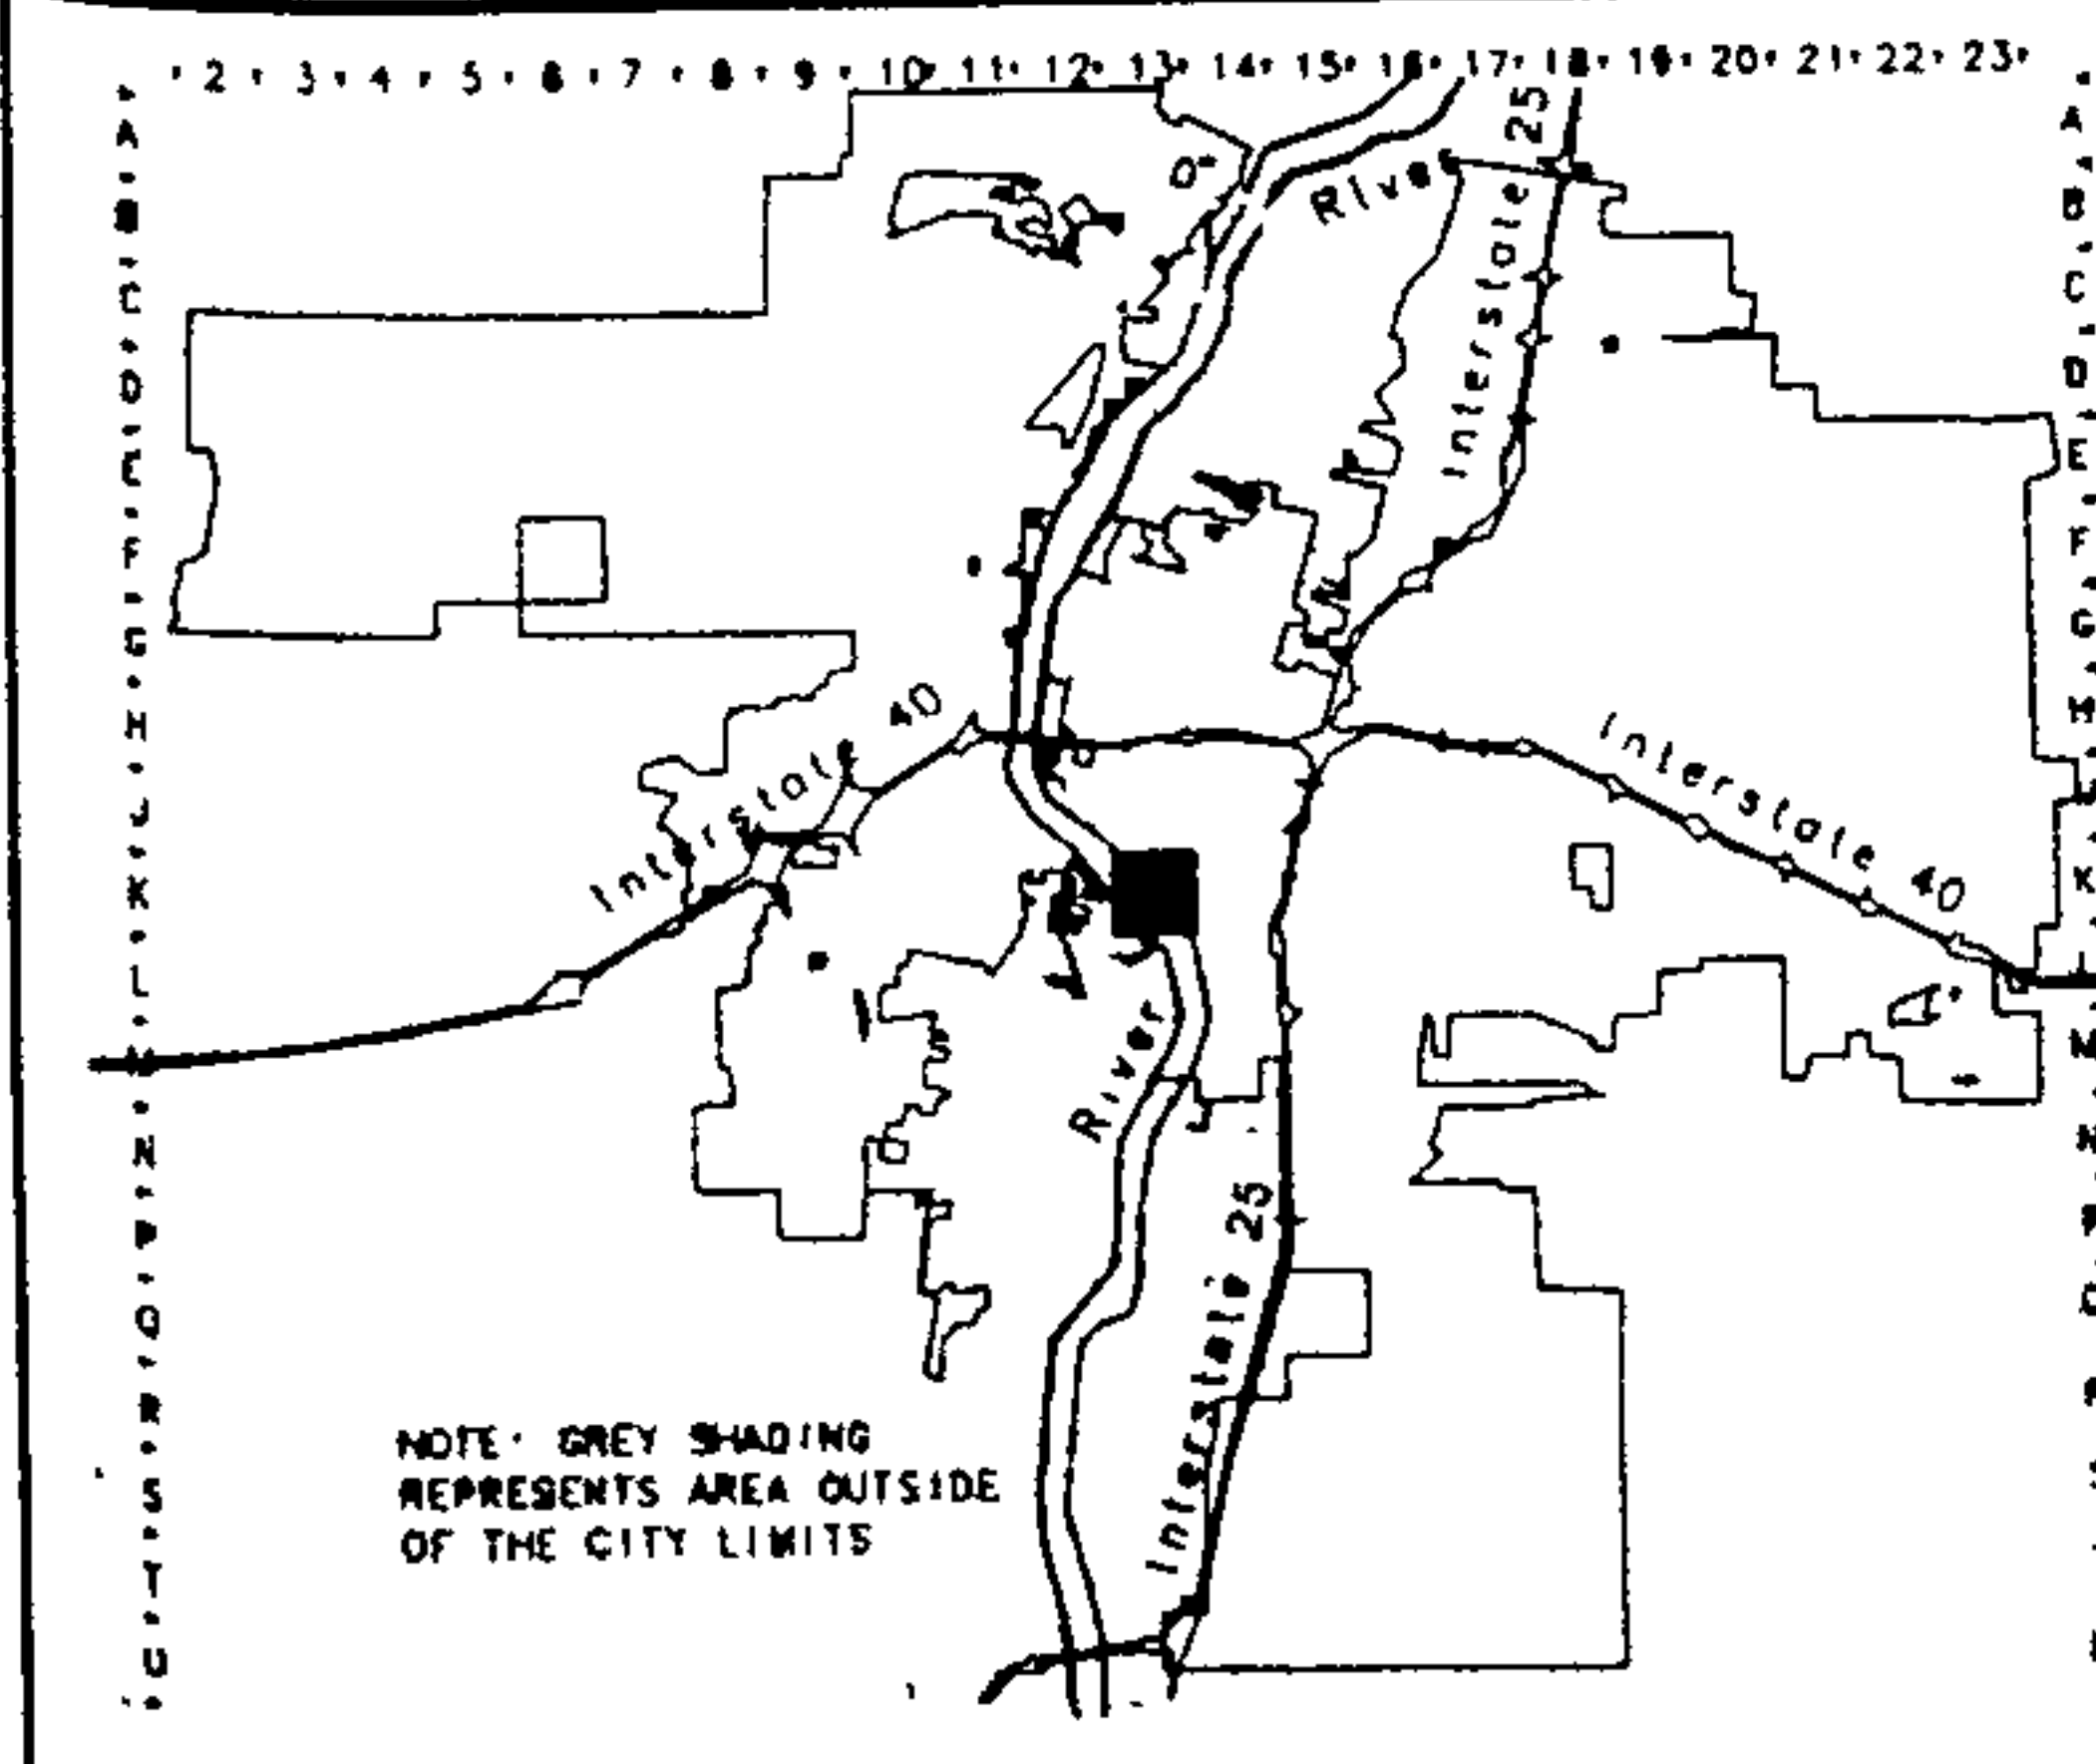 2 3 4 5 6 7 8 9 10 11 12 13 14 15 16 17 18 19 20 21 22 23
A
B
C
D
E
F
G
H
J
K
L
M
N
P
Q
R
S
T
U
River
Interstate 25
Interstate 40
Interstate 40
River
Interstate 25
NOTE: GREY SHADING
REPRESENTS AREA OUTSIDE
OF THE CITY LIMITS
A
B
C
D
E
F
G
H
K
L
M
N